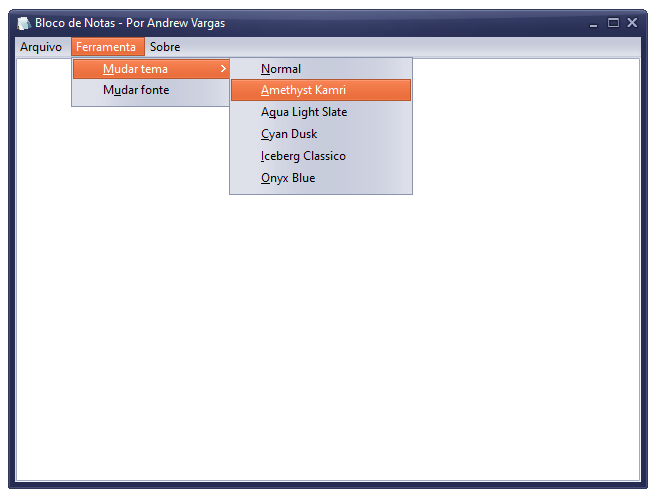 Bloco de Notas - Por Andrew Vargas
Arquivo Ferramenta Sobre
Mudar tema
Mudar fonte
Normal
Amethyst Kamri
Aqua Light Slate
Cyan Dusk
Iceberg Classico
Onyx Blue